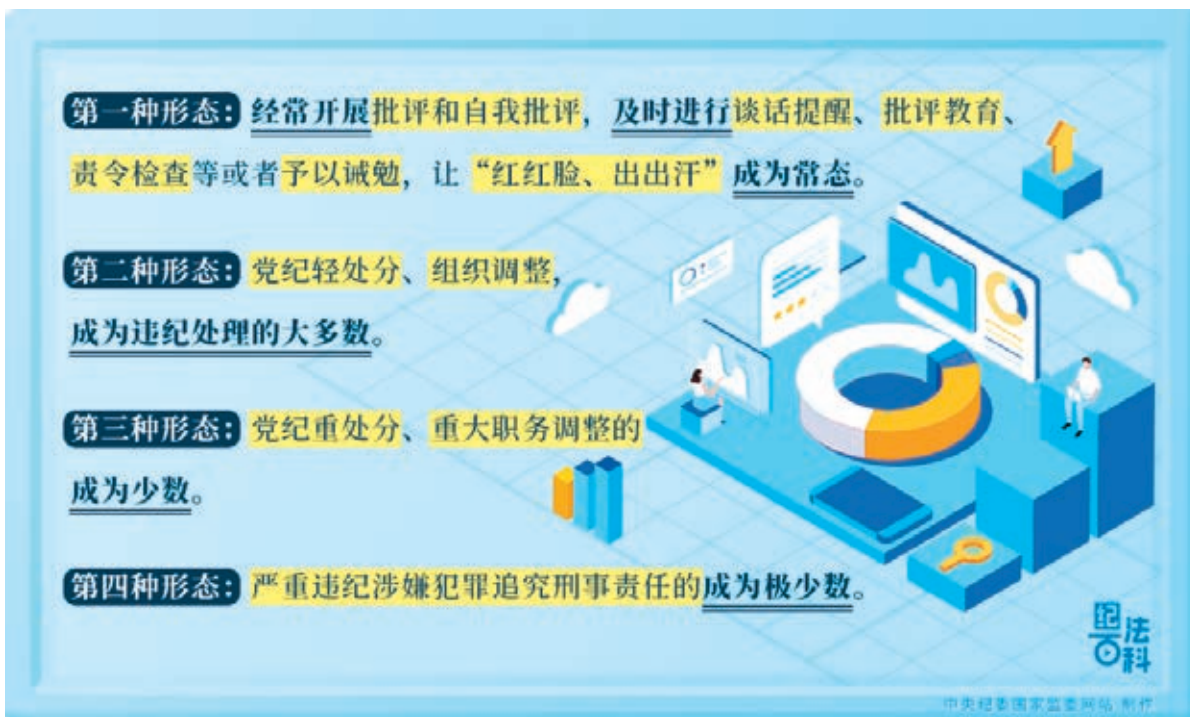 第一种形态：经常开展批评和自我批评，及时进行谈话提醒、批评教育、
责令检查等或者予以诫勉，让“红红脸、出出汗”成为常态。
第二种形态：党纪轻处分、组织调整，
成为违纪处理的大多数。
第三种形态：党纪重处分、重大职务调整的
成为少数。
第四种形态：严重违纪涉嫌犯罪追究刑事责任的成为极少数。
纪法
百科
中央纪委国家监委网站 制作